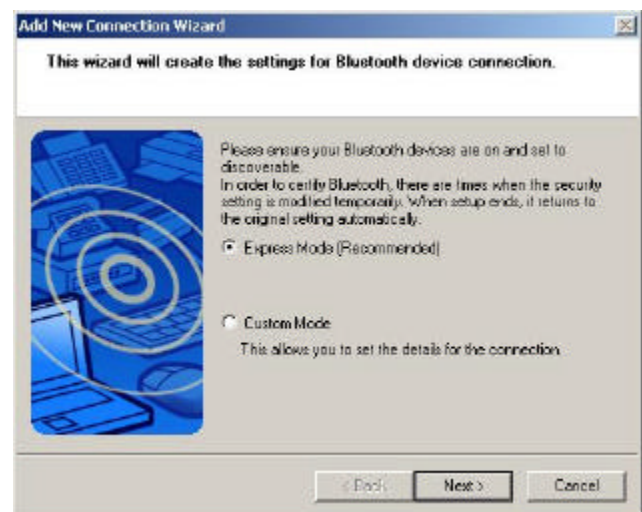 Add New Connection Wizard
This wizard will create the settings for Bluetooth device connection.
Please ensure your Bluetooth devices are on and set to
discoverable.
In order to certify Bluetooth, there are times when the security
setting is modified temporarily. When setup ends, it returns to
the original setting automatically.
Express Mode (Recommended)
Custom Mode
This allows you to set the details for the connection.
< Back
Next >
Cancel